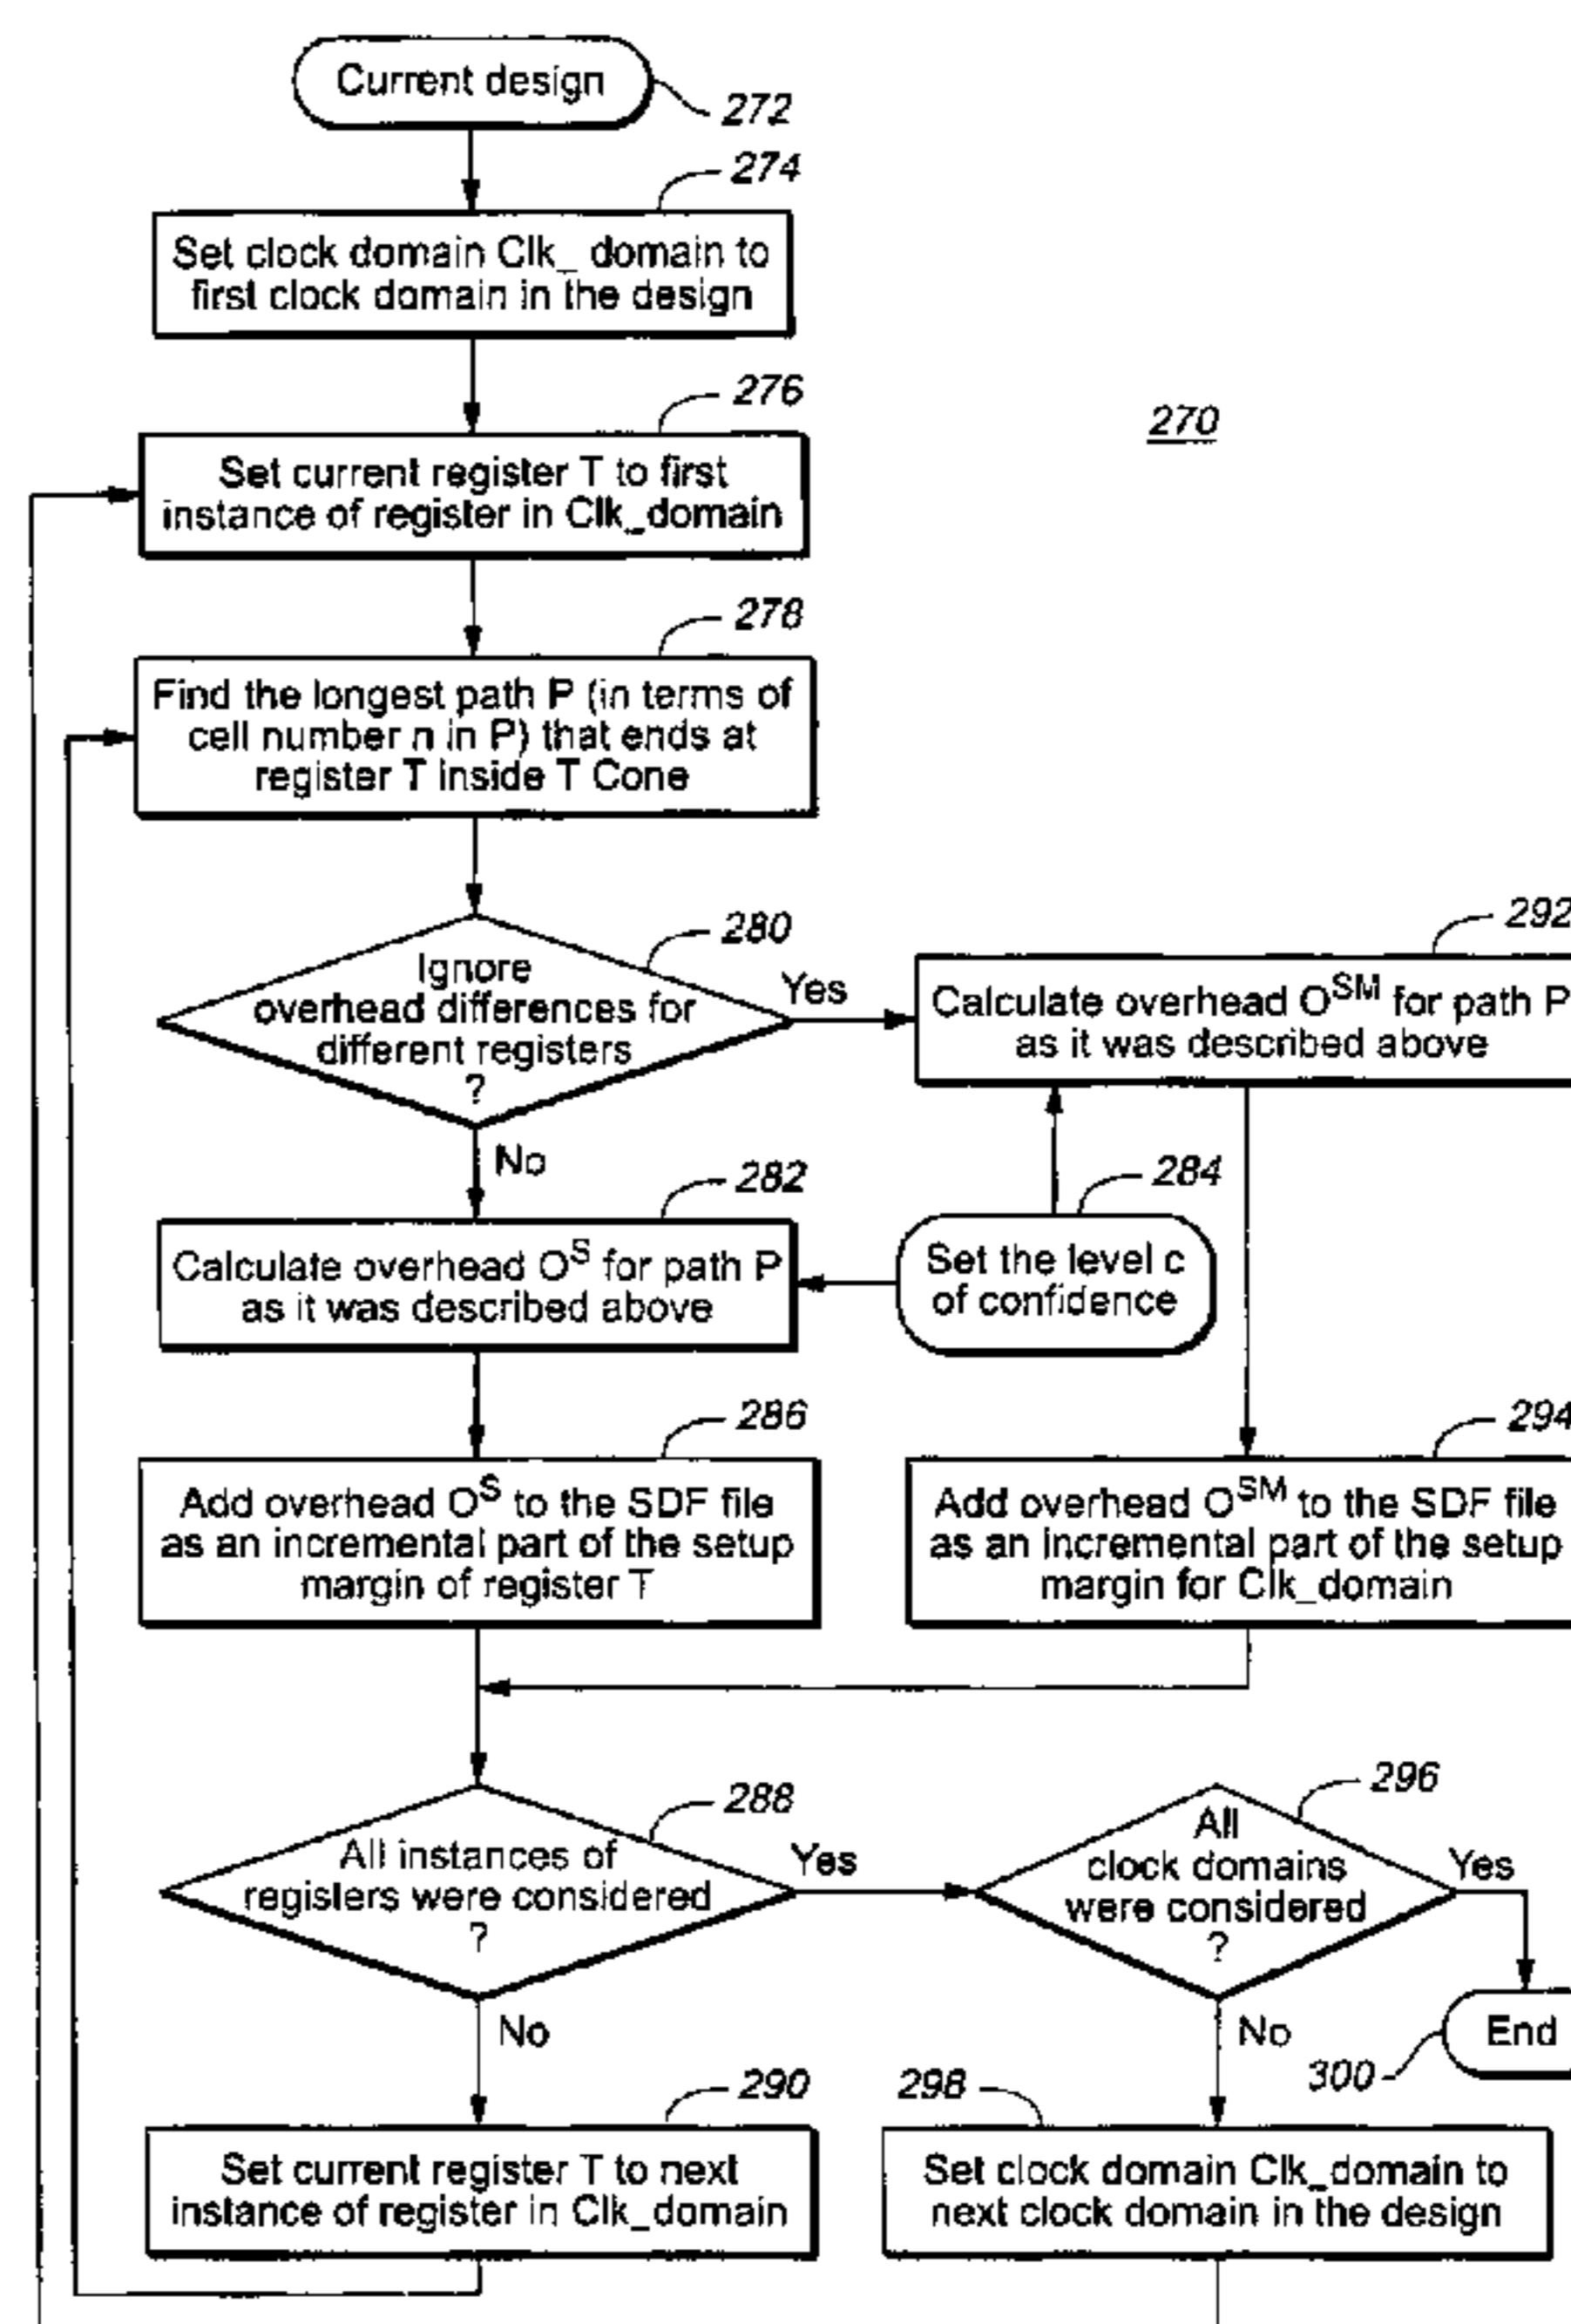 Current design
272
274
Set clock domain Clk_ domain to
first clock domain in the design
276
270
Set current register T to first
instance of register in Clk_domain
278
Find the longest path P (in terms of
cell number n in P) that ends at
register T Inside T Cone
280
292
Ignore
overhead differences for
different registers
?
Yes
Calculate overhead O^SM for path P
as it was described above
No
282
284
Calculate overhead O^S for path P
as it was described above
Set the level c
of confidence
286
294
Add overhead O^S to the SDF file
as an incremental part of the setup
margin of register T
Add overhead O^SM to the SDF file
as an incremental part of the setup
margin for Clk_domain
288
296
All instances of
registers were considered
?
Yes
All
clock domains
were considered
?
Yes
No
No
End
300
290
298
Set current register T to next
instance of register in Clk_domain
Set clock domain Clk_domain to
next clock domain in the design